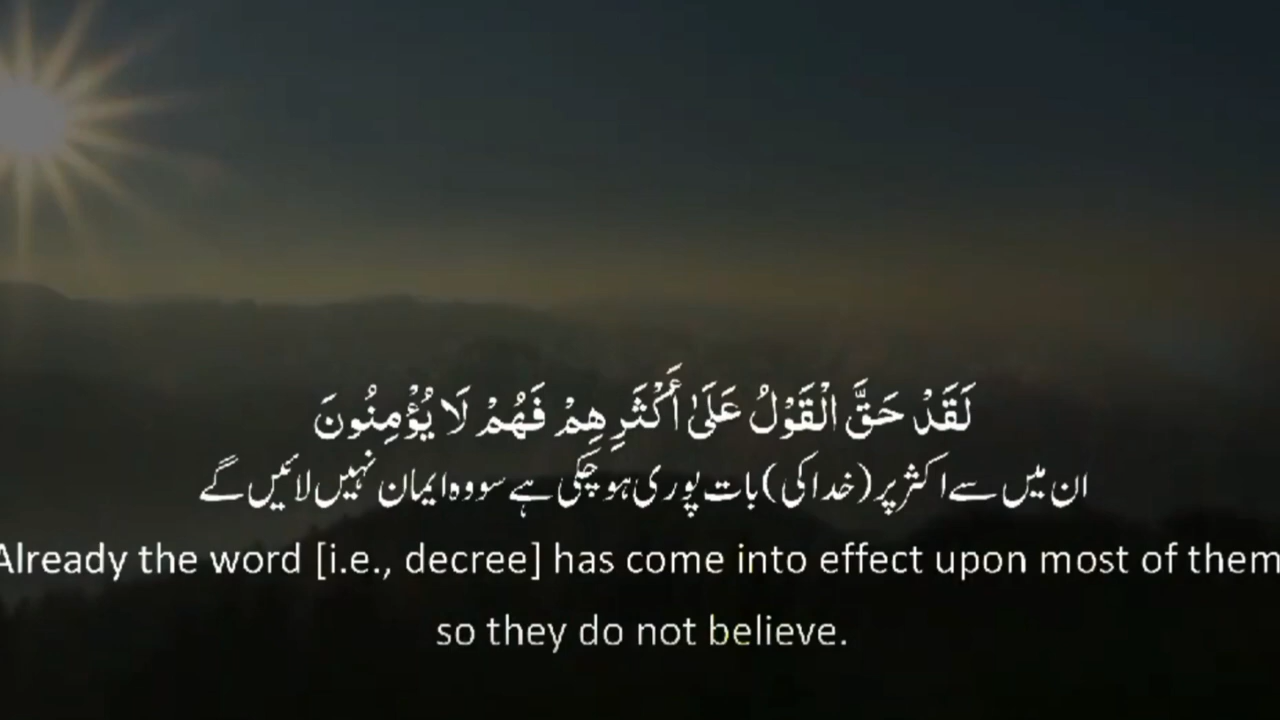 لَقَدْ حَقَّ الْقَوْلُ عَلَىٰ أَكْثَرِهِمْ فَهُمْ لَا يُؤْمِنُونَ
ان میں سے اکثر پر (خدا کی) بات پوری ہو چکی ہے سو وہ ایمان نہیں لائیں گے
Already the word [i.e., decree] has come into effect upon most of them
so they do not believe.